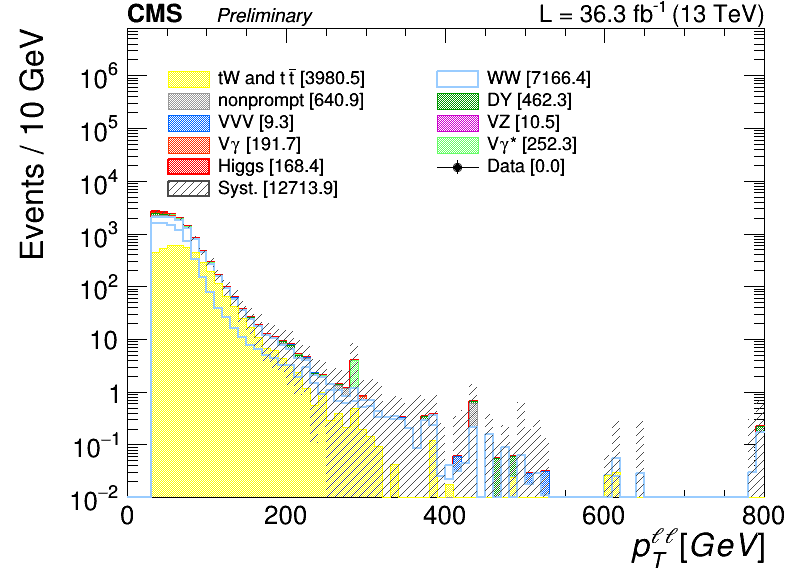 CMS Preliminary L = 36.3 fb⁻¹ (13 TeV)
Events / 10 GeV
tW and t t̄ [3980.5]
nonprompt [640.9]
VVV [9.3]
Vγ [191.7]
Higgs [168.4]
Syst. [12713.9]
WW [7166.4]
DY [462.3]
VZ [10.5]
Vγ* [252.3]
Data [0.0]
10⁶
10⁵
10⁴
10³
10²
10
1
10⁻¹
10⁻²
0 200 400 600 800
p_T^ℓℓ [GeV]